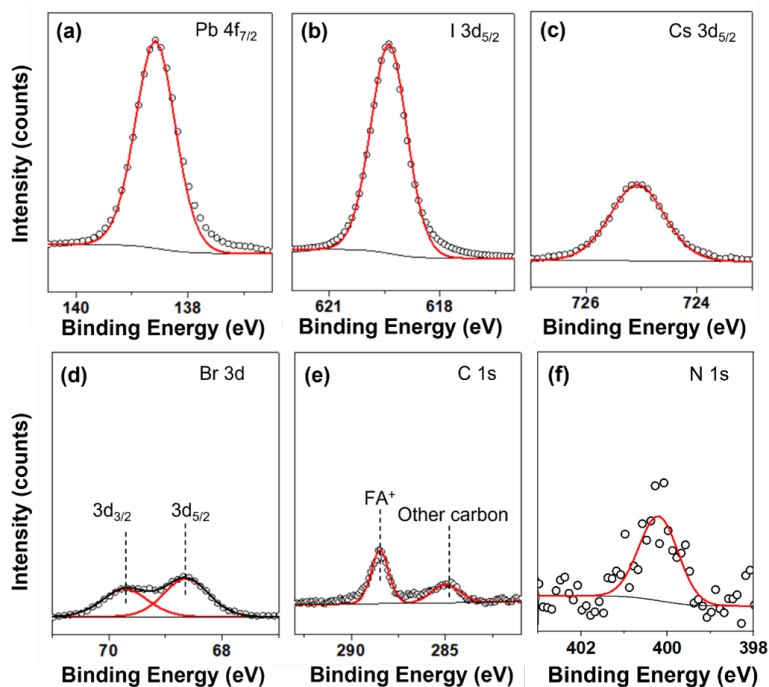 (a) Pb 4f7/2
(b) I 3d5/2
(c) Cs 3d5/2
Intensity (counts)
140 138
621 618
726 724
Binding Energy (eV) Binding Energy (eV) Binding Energy (eV)
(d) Br 3d
(e) C 1s
(f) N 1s
Intensity (counts)
3d3/2 3d5/2
FA+
Other carbon
70 68
290 285
402 400 398
Binding Energy (eV) Binding Energy (eV) Binding Energy (eV)